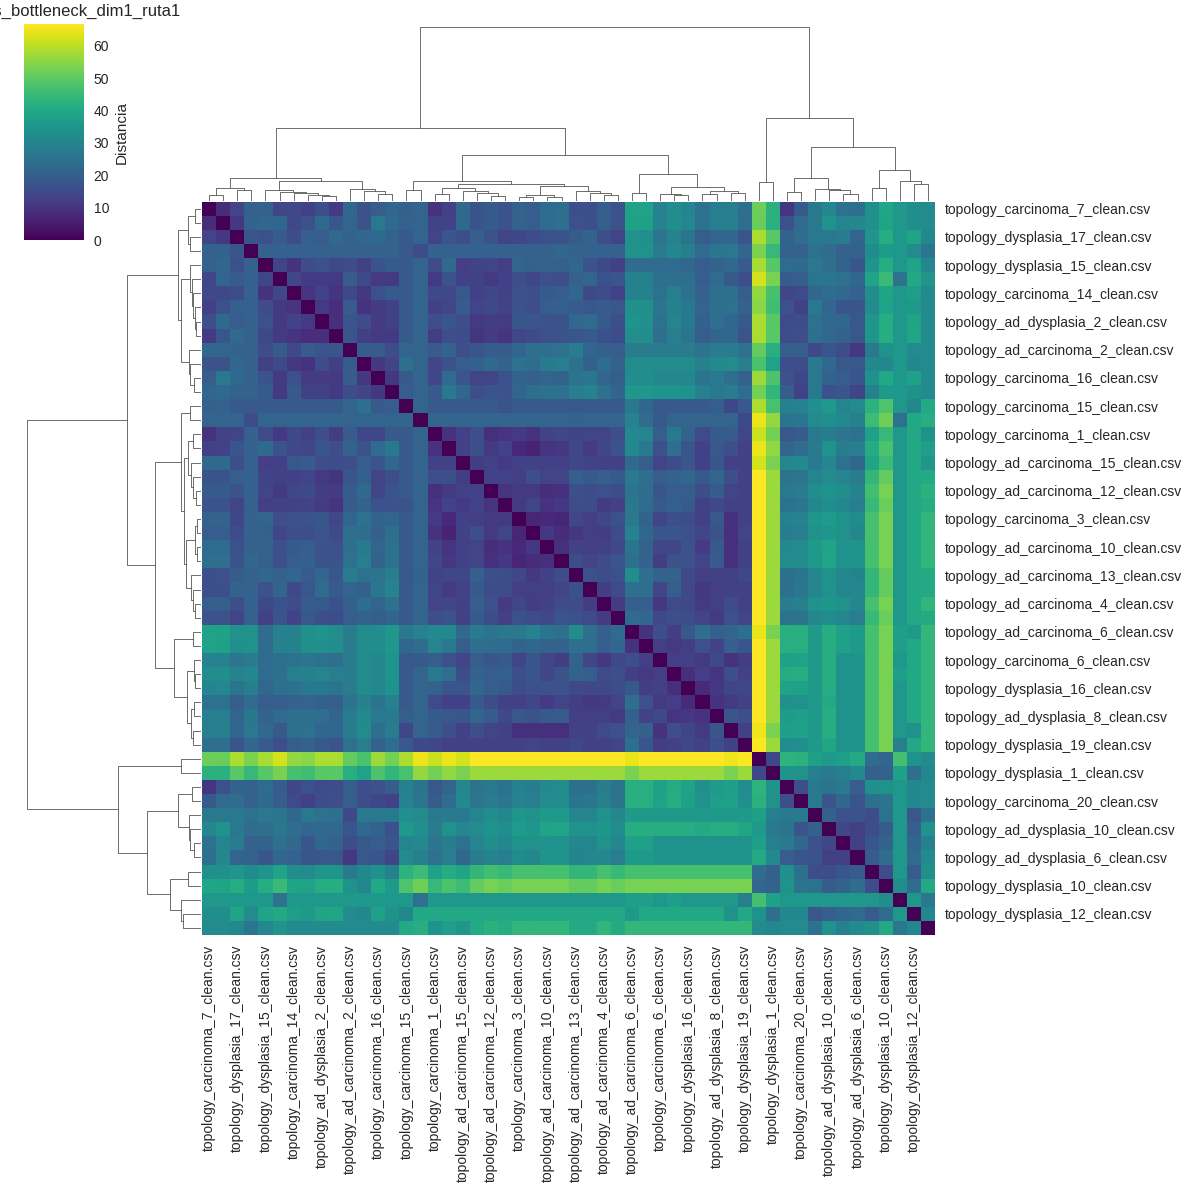 s_bottleneck_dim1_ruta1
60
50
40
30
20
10
0
Distancia
topology_carcinoma_7_clean.csv
topology_dysplasia_17_clean.csv
topology_dysplasia_15_clean.csv
topology_carcinoma_14_clean.csv
topology_ad_dysplasia_2_clean.csv
topology_ad_carcinoma_2_clean.csv
topology_carcinoma_16_clean.csv
topology_carcinoma_15_clean.csv
topology_carcinoma_1_clean.csv
topology_ad_carcinoma_15_clean.csv
topology_ad_carcinoma_12_clean.csv
topology_carcinoma_3_clean.csv
topology_ad_carcinoma_10_clean.csv
topology_ad_carcinoma_13_clean.csv
topology_ad_carcinoma_4_clean.csv
topology_ad_carcinoma_6_clean.csv
topology_carcinoma_6_clean.csv
topology_dysplasia_16_clean.csv
topology_ad_dysplasia_8_clean.csv
topology_dysplasia_19_clean.csv
topology_dysplasia_1_clean.csv
topology_carcinoma_20_clean.csv
topology_ad_dysplasia_10_clean.csv
topology_ad_dysplasia_6_clean.csv
topology_dysplasia_10_clean.csv
topology_dysplasia_12_clean.csv
topology_carcinoma_7_clean.csv
topology_dysplasia_17_clean.csv
topology_dysplasia_15_clean.csv
topology_carcinoma_14_clean.csv
topology_ad_dysplasia_2_clean.csv
topology_ad_carcinoma_2_clean.csv
topology_carcinoma_16_clean.csv
topology_carcinoma_15_clean.csv
topology_carcinoma_1_clean.csv
topology_ad_carcinoma_15_clean.csv
topology_ad_carcinoma_12_clean.csv
topology_carcinoma_3_clean.csv
topology_ad_carcinoma_10_clean.csv
topology_ad_carcinoma_13_clean.csv
topology_ad_carcinoma_4_clean.csv
topology_ad_carcinoma_6_clean.csv
topology_carcinoma_6_clean.csv
topology_dysplasia_16_clean.csv
topology_ad_dysplasia_8_clean.csv
topology_dysplasia_19_clean.csv
topology_dysplasia_1_clean.csv
topology_carcinoma_20_clean.csv
topology_ad_dysplasia_10_clean.csv
topology_ad_dysplasia_6_clean.csv
topology_dysplasia_10_clean.csv
topology_dysplasia_12_clean.csv